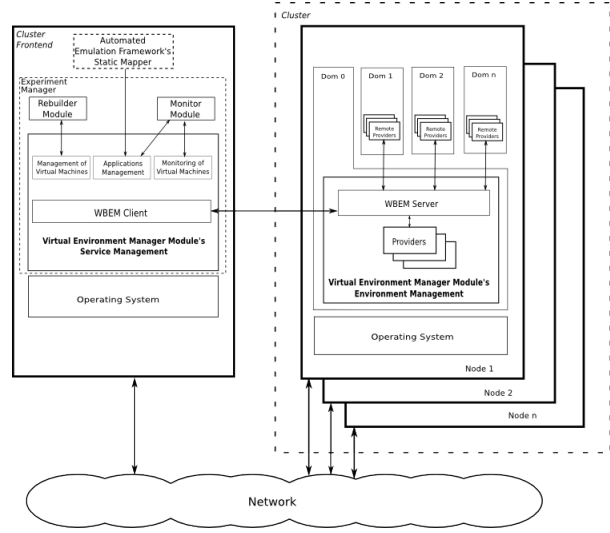 Cluster
Frontend
Automated
Emulation Framework's
Static Mapper
Experiment
Manager
Rebuilder
Module
Monitor
Module
Management of
Virtual Machines
Applications
Management
Monitoring of
Virtual Machines
WBEM Client
Virtual Environment Manager Module's
Service Management
Operating System
Cluster
Dom 0
Dom 1
Dom 2
Dom n
Remote
Providers
Remote
Providers
Remote
Providers
WBEM Server
Providers
Virtual Environment Manager Module's
Environment Management
Operating System
Node 1
Node 2
Node n
Network